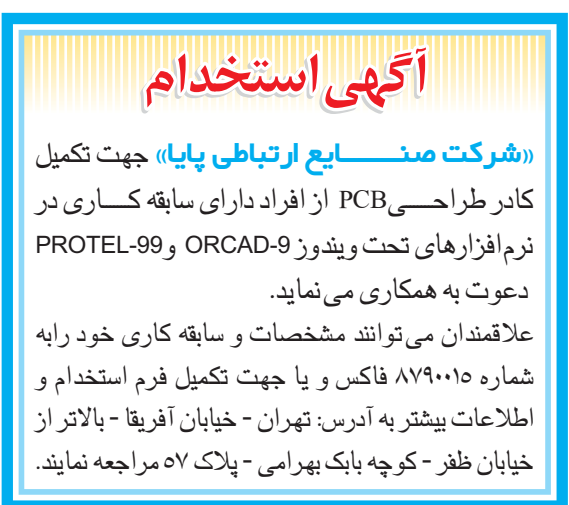 آگهی استخدام
«شرکت صنـــــایع ارتباطی پایا» جهت تکمیل
کادر طراحـــیPCB از افراد دارای سابقه کـــاری در
نرم‌افزارهای تحت ویندوز ORCAD-9 و PROTEL-99
دعوت به همکاری می‌نماید.
علاقمندان می‌توانند مشخصات و سابقه کاری خود رابه
شماره ۸۷۹۰۰۱۵ فاکس و یا جهت تکمیل فرم استخدام و
اطلاعات بیشتر به آدرس: تهران - خیابان آفریقا - بالاتر از
خیابان ظفر - کوچه بابک بهرامی - پلاک ۵۷ مراجعه نمایند.